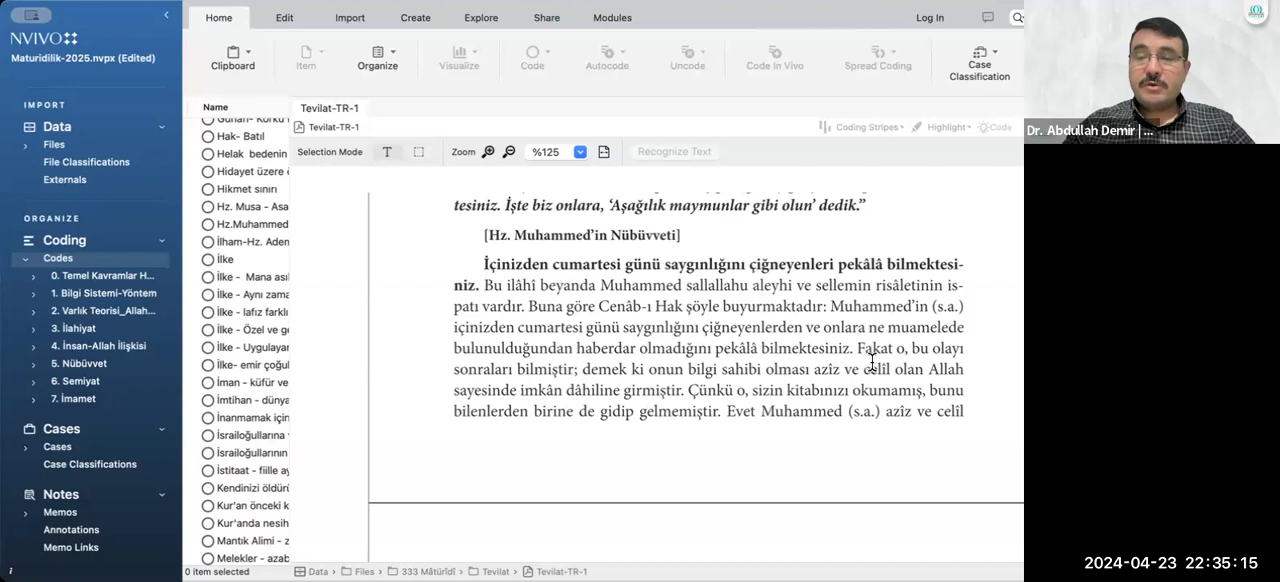 Home Edit Import Create Explore Share Modules Log In
NVIVO
Maturidilik-2025.nvpx (Edited)
IMPORT
Data
Files
File Classifications
Externals
ORGANIZE
Coding
Codes
0. Temel Kavramlar H...
1. Bilgi Sistemi-Yöntem
2. Varlık Teorisi_Allah...
3. İlahiyat
4. İnsan-Allah İlişkisi
5. Nübüvvet
6. Semiyat
7. İmamet
Cases
Cases
Case Classifications
Notes
Memos
Annotations
Memo Links
Clipboard
Item
Organize
Visualize
Code
Autocode
Uncode
Code In Vivo
Spread Coding
Case
Classification
Name
Hak- Batıl
Helak bedenin
Hidayet üzere
Hikmet sınırı
Hz. Musa - Asa
Hz.Muhammed
İlham-Hz. Adem
İlke
İlke - Mana ası
İlke - Aynı zama
İlke - lafız farklı
İlke - Özel ve ge
İlke - Uygulayar
İlke- emir çoğul
İman - küfür ve
İmtihan - dünya
İnanmamak için
İsrailoğullarına
İsrailoğullarının
İstitaat - fiille ay
Kendinizi öldürü
Kur'an önceki k
Kur'anda nesih
Mantık Alimi - z
Melekler - azab
0 item selected
Tevilat-TR-1
Tevilat-TR-1
Coding Stripes
Highlight
Code
Selection Mode
T
Zoom
%125
Recognize Text
tesiniz. İşte biz onlara, ‘Aşağılık maymunlar gibi olun’ dedik.”
[Hz. Muhammed’in Nübüvveti]
İçinizden cumartesi günü saygınlığını çiğneyenleri pekâlâ bilmektesi-
niz. Bu ilâhî beyanda Muhammed sallallahu aleyhi ve sellemin risâletinin is-
patı vardır. Buna göre Cenâb-ı Hak şöyle buyurmaktadır: Muhammed’in (s.a.)
içinizden cumartesi günü saygınlığını çiğneyenlerden ve onlara ne muamelede
bulunulduğundan haberdar olmadığını pekâlâ bilmektesiniz. Fakat o, bu olayı
sonraları bilmiştir; demek ki onun bilgi sahibi olması azîz ve celîl olan Allah
sayesinde imkân dâhiline girmiştir. Çünkü o, sizin kitabınızı okumamış, bunu
bilenlerden birine de gidip gelmemiştir. Evet Muhammed (s.a.) azîz ve celîl
Data > Files > 333 Mâtürîdî > Tevilat > Tevilat-TR-1
Dr. Abdullah Demir | ...
2024-04-23 22:35:15